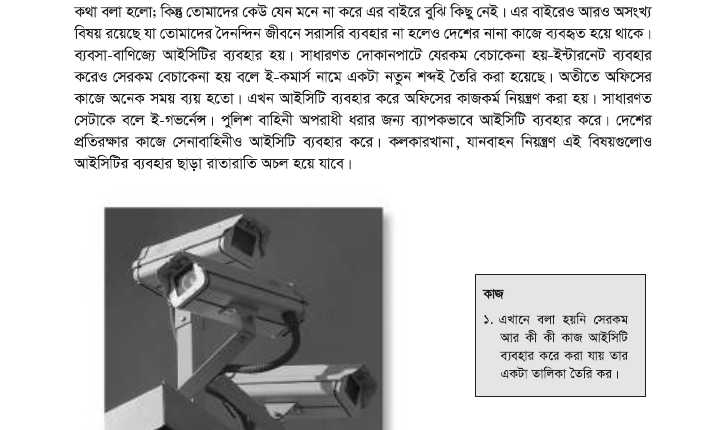 কথা বলা হলো; কিন্তু তোমাদের কেউ যেন মনে না করে এর বাইরে বুঝি কিছু নেই। এর বাইরেও আরও অসংখ্য
বিষয় রয়েছে যা তোমাদের দৈনন্দিন জীবনে সরাসরি ব্যবহার না হলেও দেশের নানা কাজে ব্যবহৃত হয়ে থাকে।
ব্যবসা-বাণিজ্যে আইসিটির ব্যবহার হয়। সাধারণত দোকানপাটে যেরকম বেচাকেনা হয়–ইন্টারনেট ব্যবহার
করেও সেরকম বেচাকেনা হয় বলে ই-কমার্স নামে একটা নতুন শব্দই তৈরি করা হয়েছে। অতীতে অফিসের
কাজে অনেক সময় ব্যয় হতো। এখন আইসিটি ব্যবহার করে অফিসের কাজকর্ম নিয়ন্ত্রণ করা হয়। সাধারণত
সেটাকে বলে ই-গভর্নেন্স। পুলিশ বাহিনী অপরাধী ধরার জন্য ব্যাপকভাবে আইসিটি ব্যবহার করে। দেশের
প্রতিরক্ষার কাজে সেনাবাহিনীও আইসিটি ব্যবহার করে। কলকারখানা, যানবাহন নিয়ন্ত্রণ এই বিষয়গুলোও
আইসিটির ব্যবহার ছাড়া রাতারাতি অচল হয়ে যাবে।
কাজ
১. এখানে বলা হয়নি সেরকম
আর কী কী কাজ আইসিটি
ব্যবহার করে করা যায় তার
একটা তালিকা তৈরি কর।